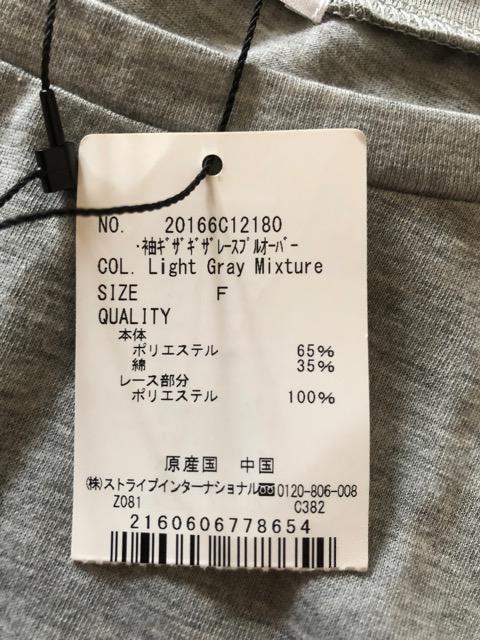 NO. 20166C12180
･袖ｷﾞｻﾞｷﾞｻﾞﾚｰｽﾌﾟﾙｵｰﾊﾞｰ
COL. Light Gray Mixture
SIZE F
QUALITY
本体
ポリエステル 65%
綿 35%
レース部分
ポリエステル 100%
原産国 中国
㈱ストライプインターナショナル 0120-806-008
Z081 C382
2160606778654